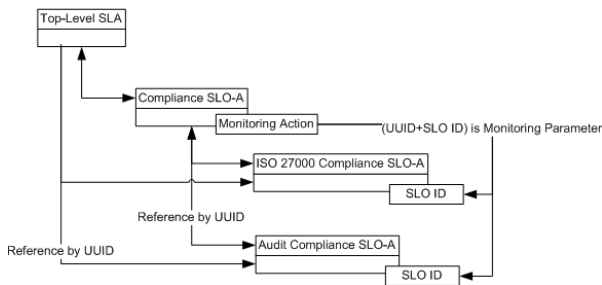 Top-Level SLA
Compliance SLO-A
Monitoring Action
(UUID+SLO ID) is Monitoring Parameter
ISO 27000 Compliance SLO-A
SLO ID
Reference by UUID
Audit Compliance SLO-A
Reference by UUID
SLO ID